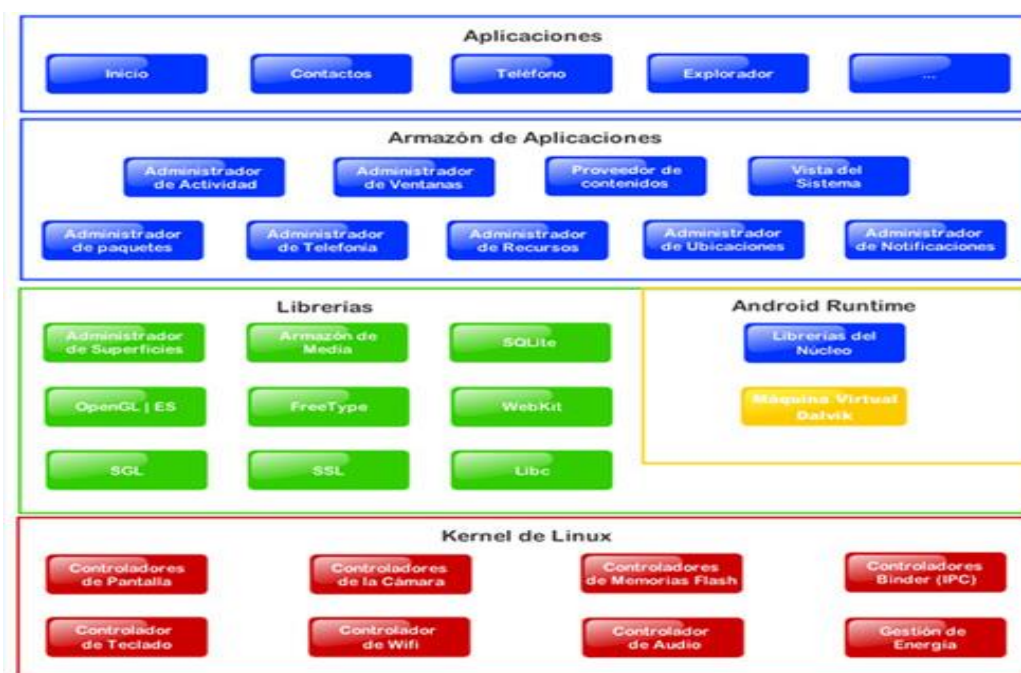 Aplicaciones
Inicio
Contactos
Teléfono
Explorador
...
Armazón de Aplicaciones
Administrador
de Actividad
Administrador
de Ventanas
Proveedor de
contenidos
Vista del
Sistema
Administrador
de paquetes
Administrador
de Telefonía
Administrador
de Recursos
Administrador
de Ubicaciones
Administrador
de Notificaciones
Librerías
Administrador
de Superficies
Armazón de
Media
SQLite
OpenGL | ES
FreeType
WebKit
SGL
SSL
Libc
Android Runtime
Librerías del
Núcleo
Máquina Virtual
Dalvik
Kernel de Linux
Controladores
de Pantalla
Controladores
de la Cámara
Controladores
de Memorias Flash
Controladores
Binder (IPC)
Controlador
de Teclado
Controlador
de Wifi
Controlador
de Audio
Gestión de
Energía